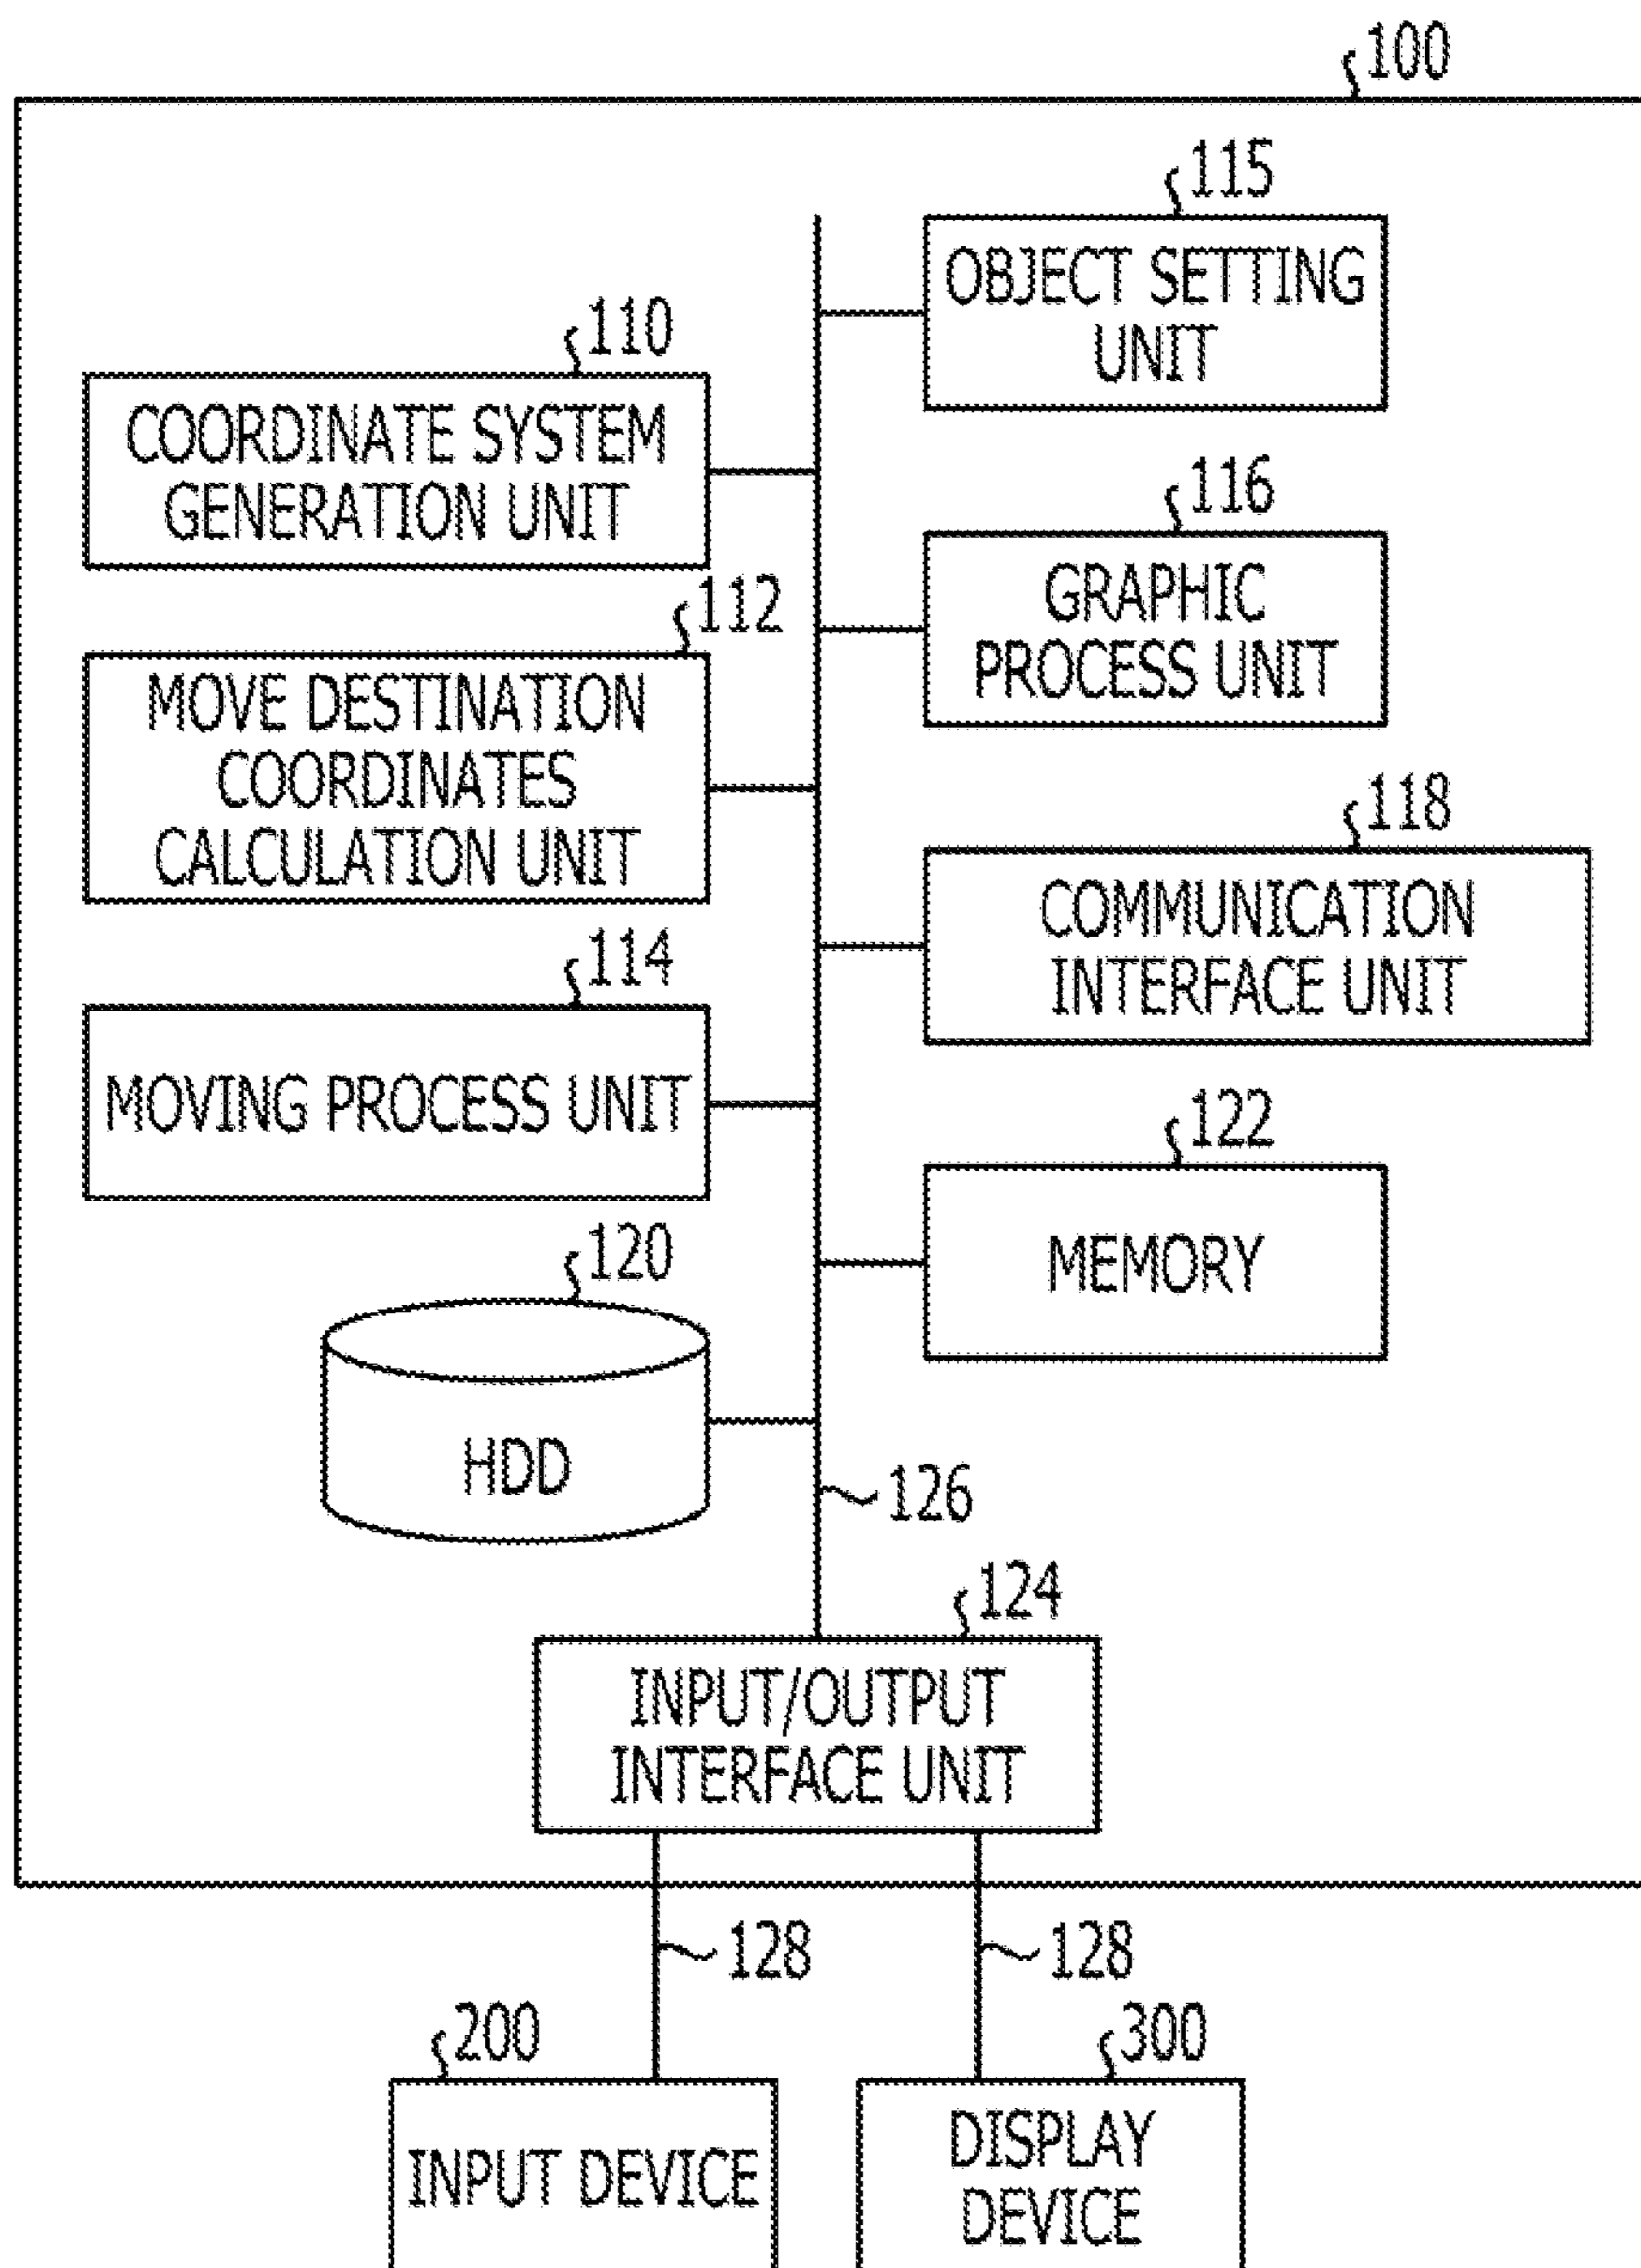 100
115
OBJECT SETTING
UNIT
110
COORDINATE SYSTEM
GENERATION UNIT
116
GRAPHIC
PROCESS UNIT
112
MOVE DESTINATION
COORDINATES
CALCULATION UNIT
118
COMMUNICATION
INTERFACE UNIT
114
MOVING PROCESS UNIT
122
MEMORY
120
HDD
126
124
INPUT/OUTPUT
INTERFACE UNIT
128
128
200
INPUT DEVICE
300
DISPLAY
DEVICE